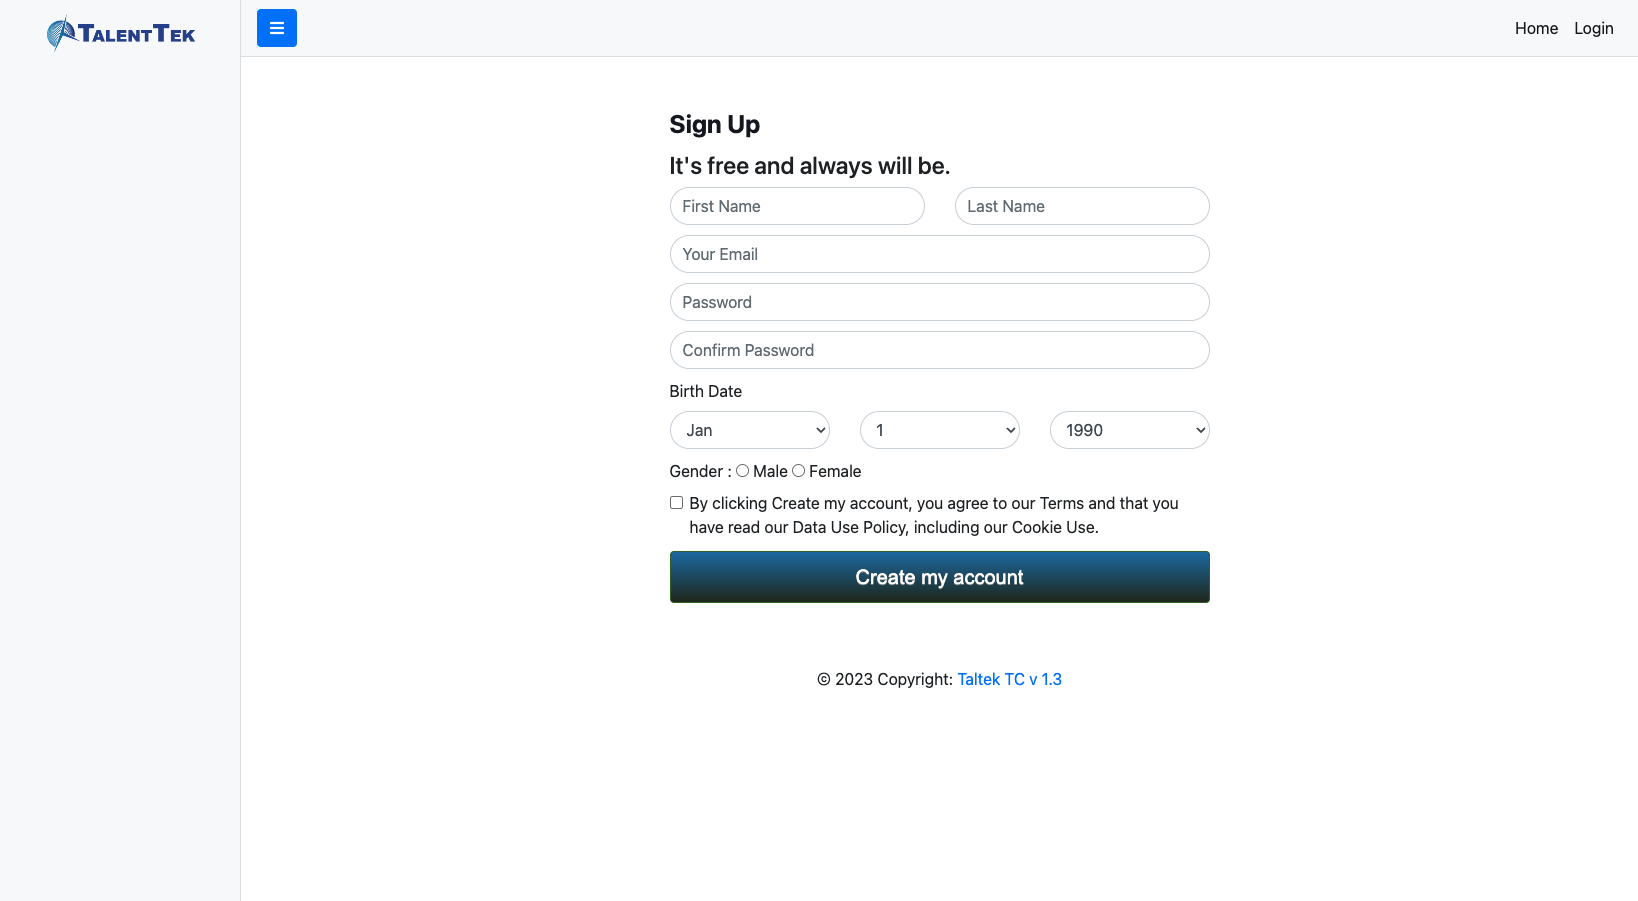 TALENTTEK
Home Login
Sign Up
It's free and always will be.
First Name Last Name
Your Email
Password
Confirm Password
Birth Date
Jan 1 1990
Gender : Male Female
By clicking Create my account, you agree to our Terms and that you
have read our Data Use Policy, including our Cookie Use.
Create my account
© 2023 Copyright: Taltek TC v 1.3